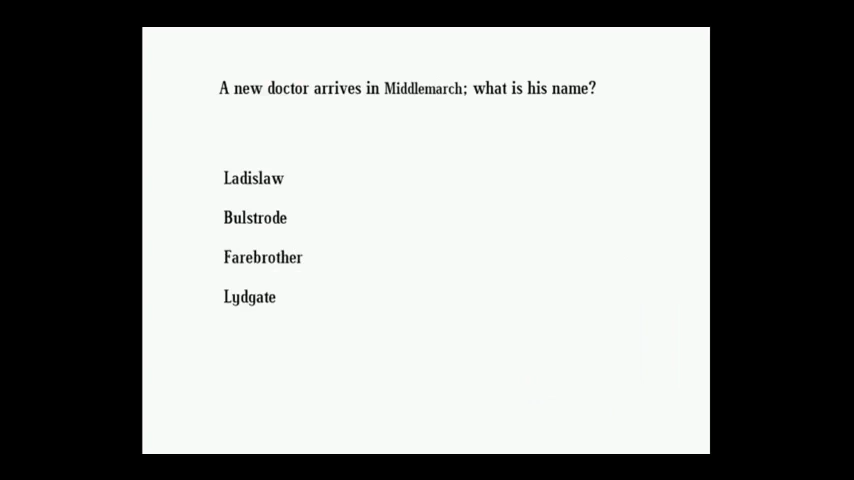 A new doctor arrives in Middlemarch; what is his name?
Ladislaw
Bulstrode
Farebrother
Lydgate